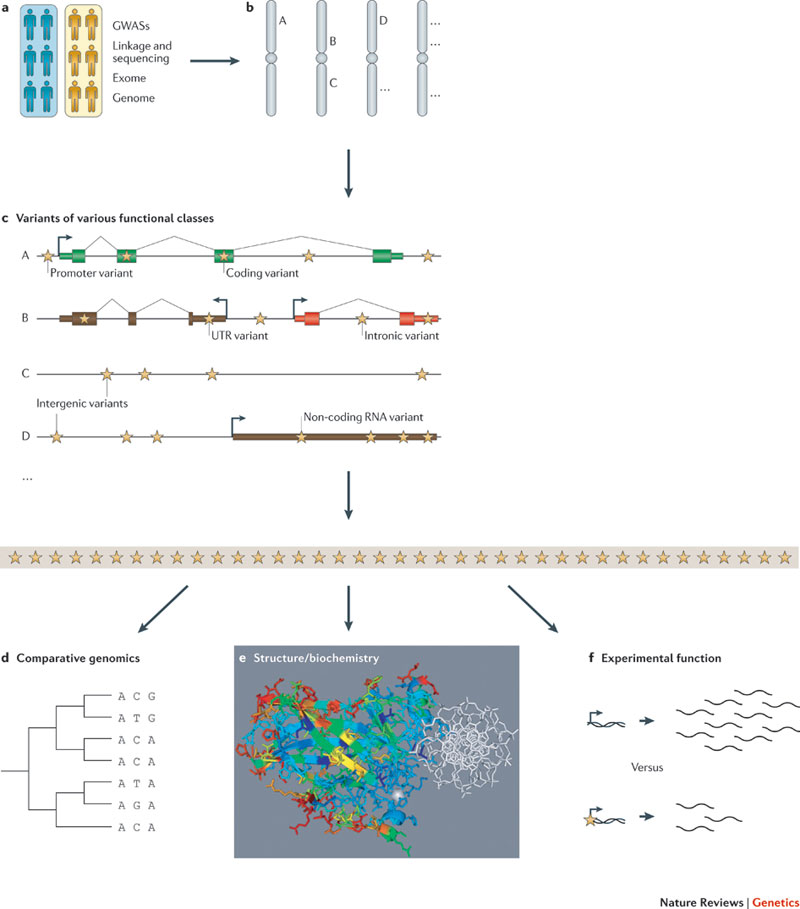 a
GWASs
Linkage and
sequencing
Exome
Genome
b
A
B
C
D
...
...
...
...
c Variants of various functional classes
A
Promoter variant
Coding variant
B
UTR variant
Intronic variant
C
Intergenic variants
Non-coding RNA variant
D
...
d Comparative genomics
A C G
A T G
A C A
A C A
A T A
A G A
A C A
e Structure/biochemistry
f Experimental function
Versus
Nature Reviews | Genetics